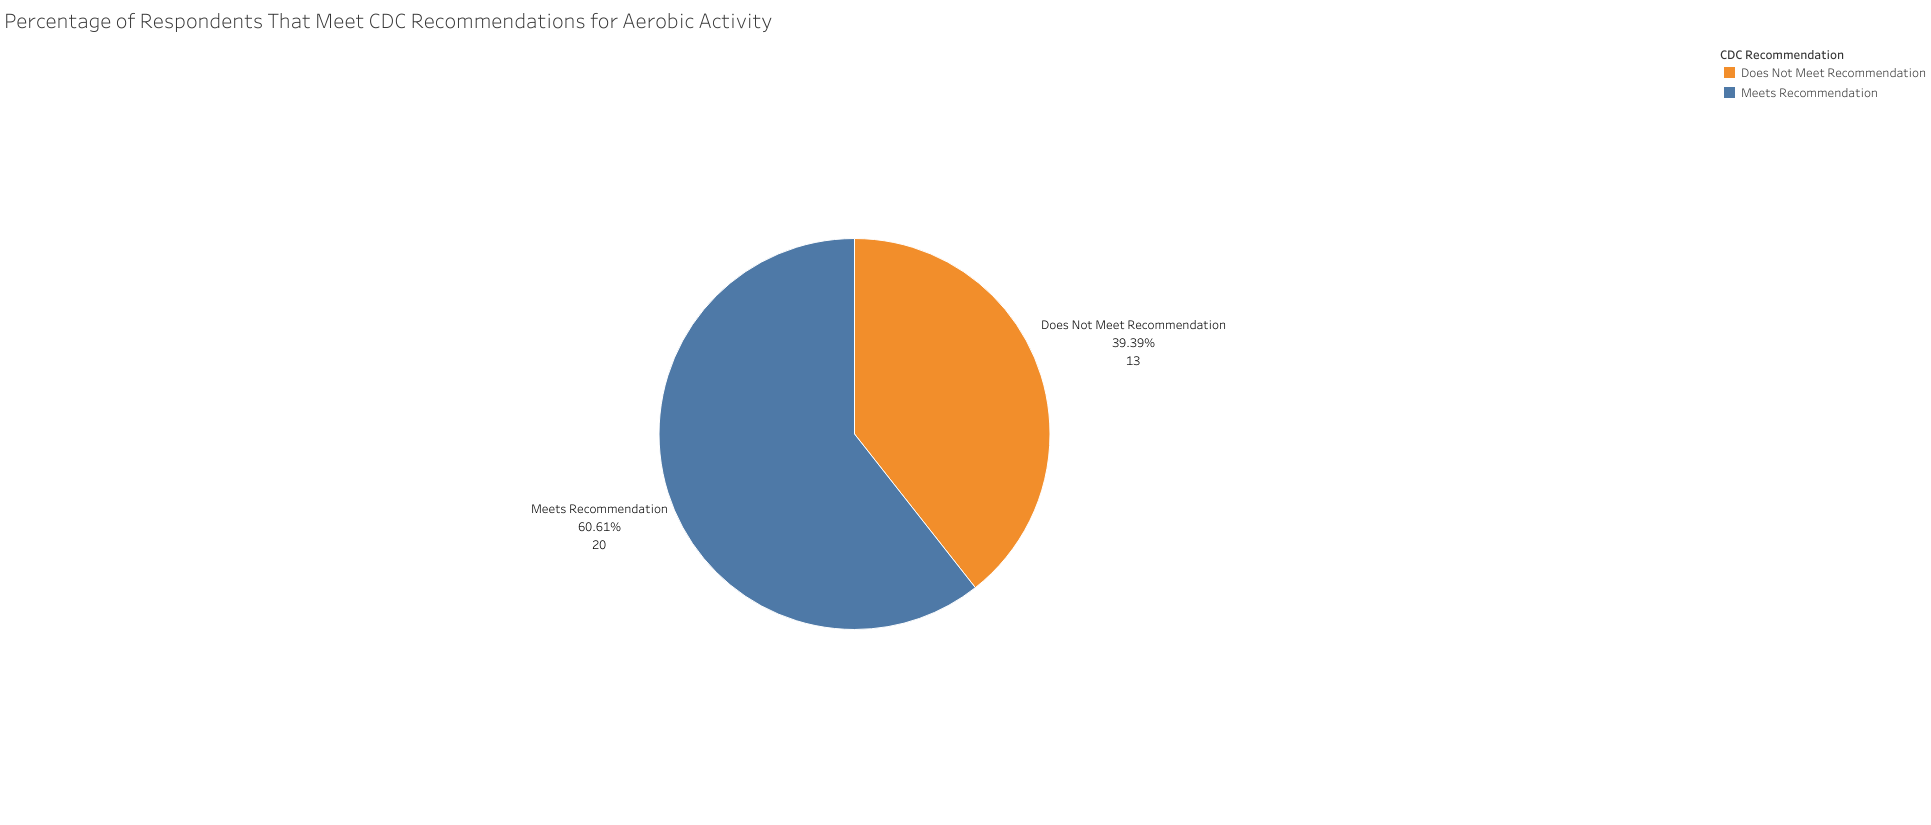 Percentage of Respondents That Meet CDC Recommendations for Aerobic Activity
CDC Recommendation
Does Not Meet Recommendation
Meets Recommendation
Does Not Meet Recommendation
39.39%
13
Meets Recommendation
60.61%
20